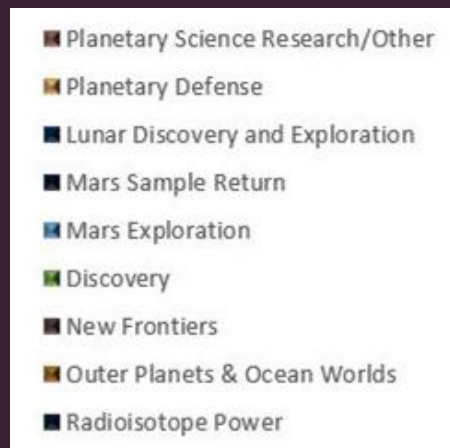 Planetary Science Research/Other
Planetary Defense
Lunar Discovery and Exploration
Mars Sample Return
Mars Exploration
Discovery
New Frontiers
Outer Planets & Ocean Worlds
Radioisotope Power